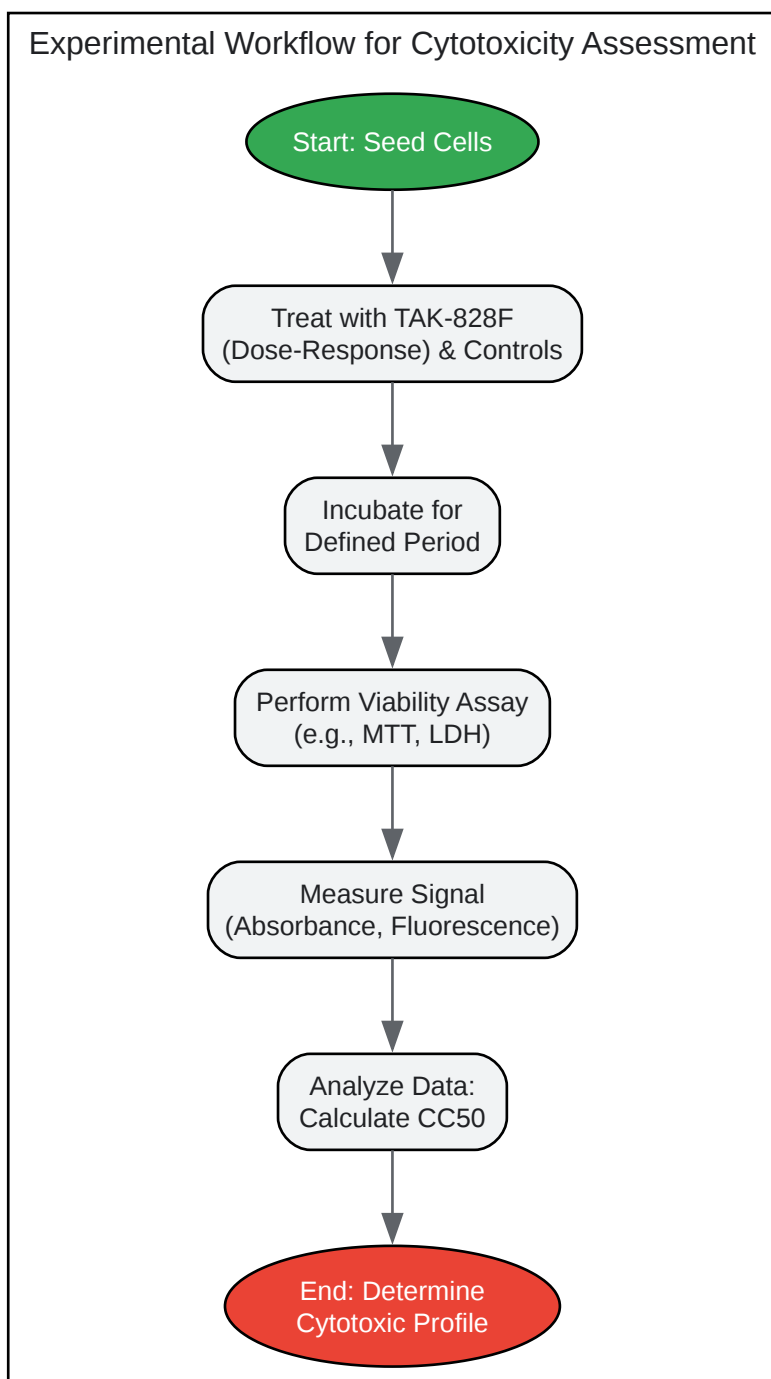 Experimental Workflow for Cytotoxicity Assessment
Start: Seed Cells
Treat with TAK-828F
(Dose-Response) & Controls
Incubate for
Defined Period
Perform Viability Assay
(e.g., MTT, LDH)
Measure Signal
(Absorbance, Fluorescence)
Analyze Data:
Calculate CC50
End: Determine
Cytotoxic Profile